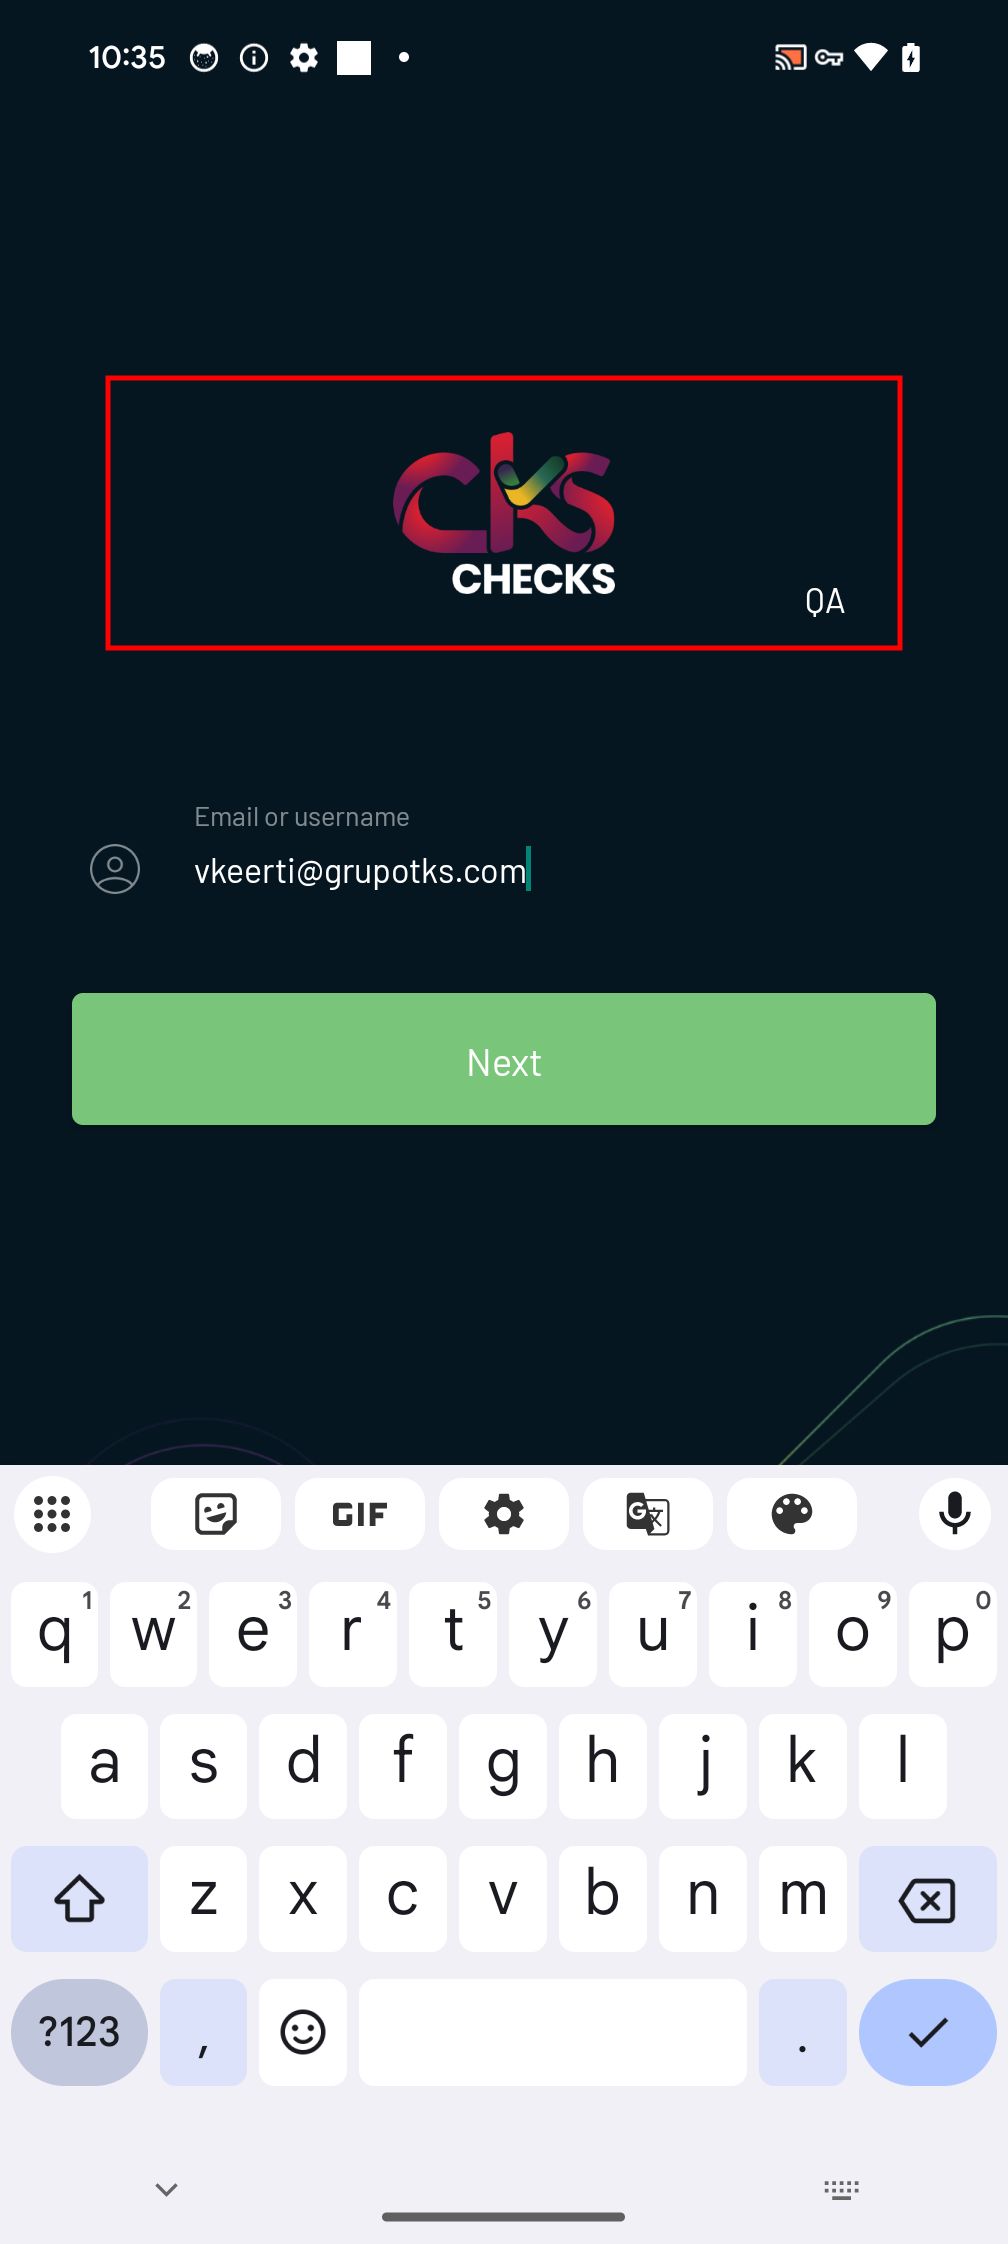 10:35
cks
CHECKS
QA
Email or username
vkeerti@grupotks.com
Next
GIF
G 文
1 2 3 4 5 6 7 8 9 0
q w e r t y u i o p
a s d f g h j k l
z x c v b n m
?123 , .